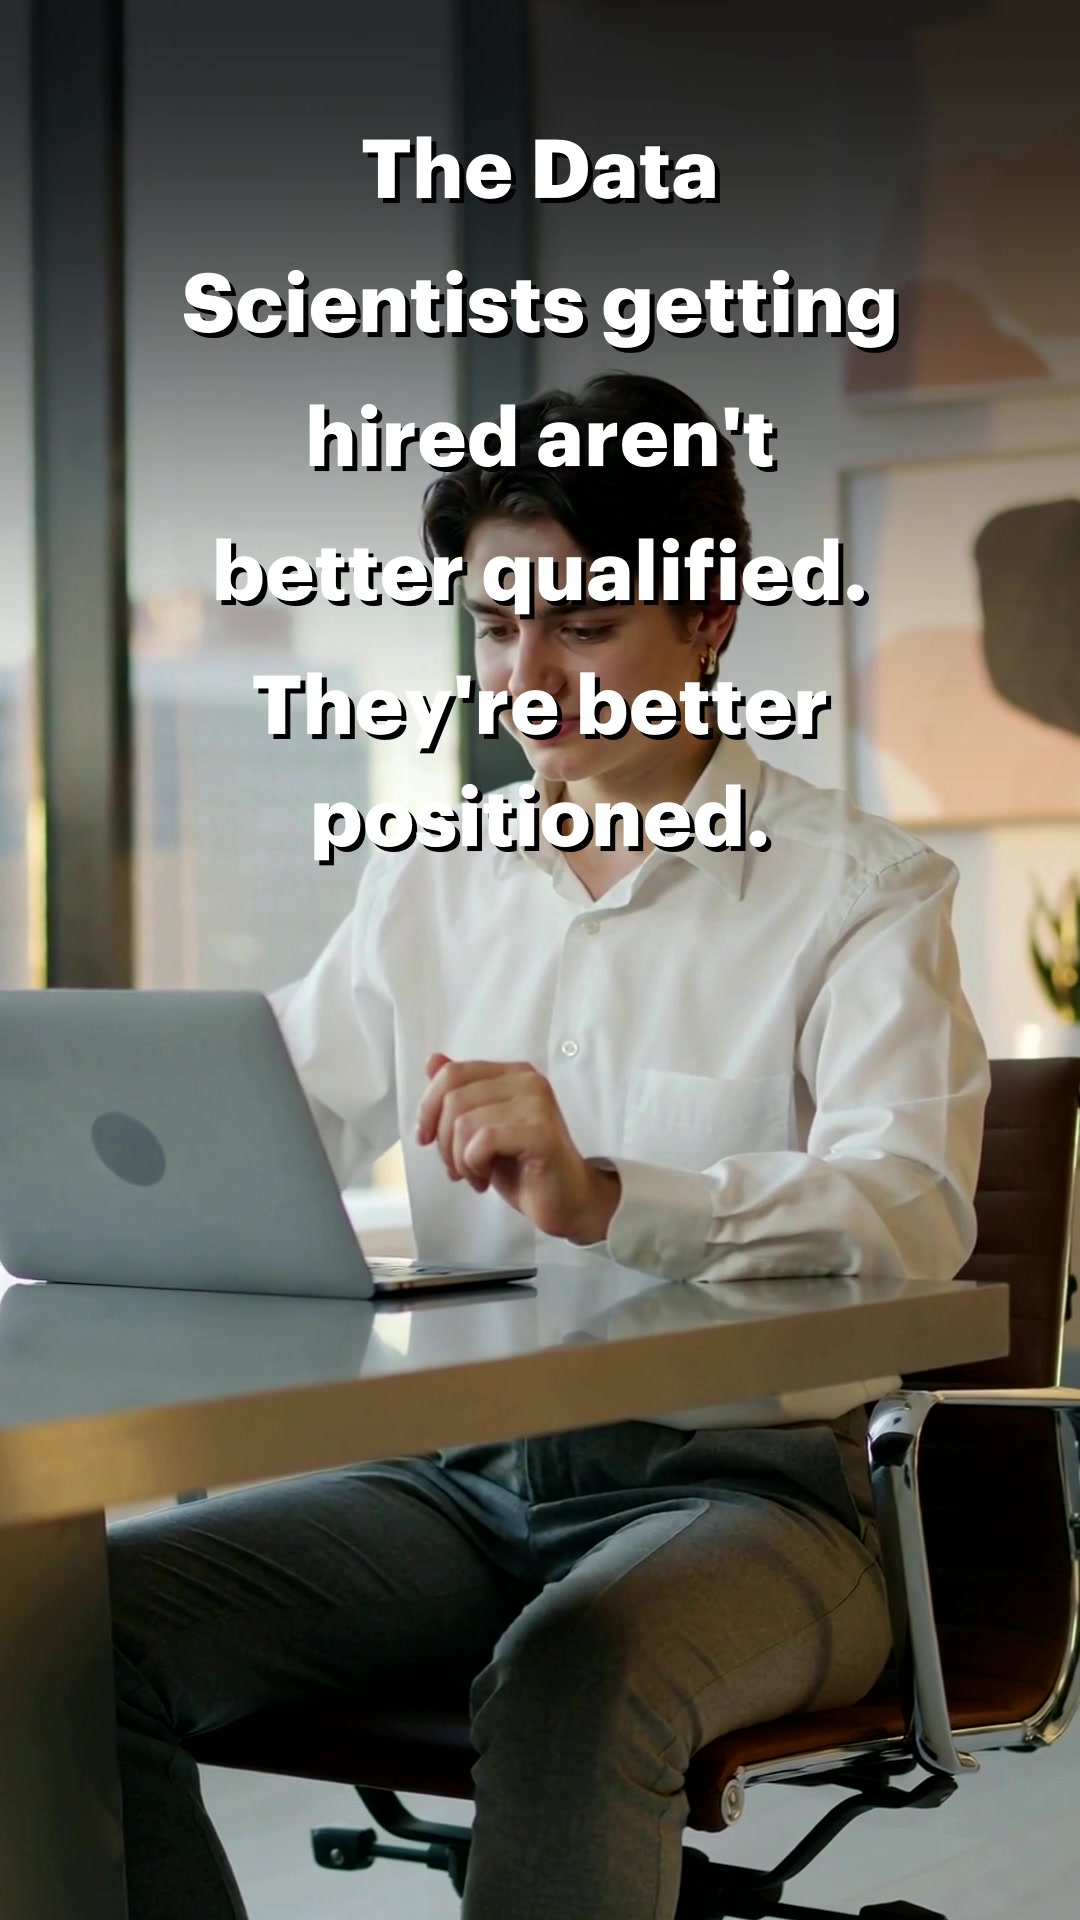 The Data
Scientists getting
hired aren't
better qualified.
They're better
positioned.